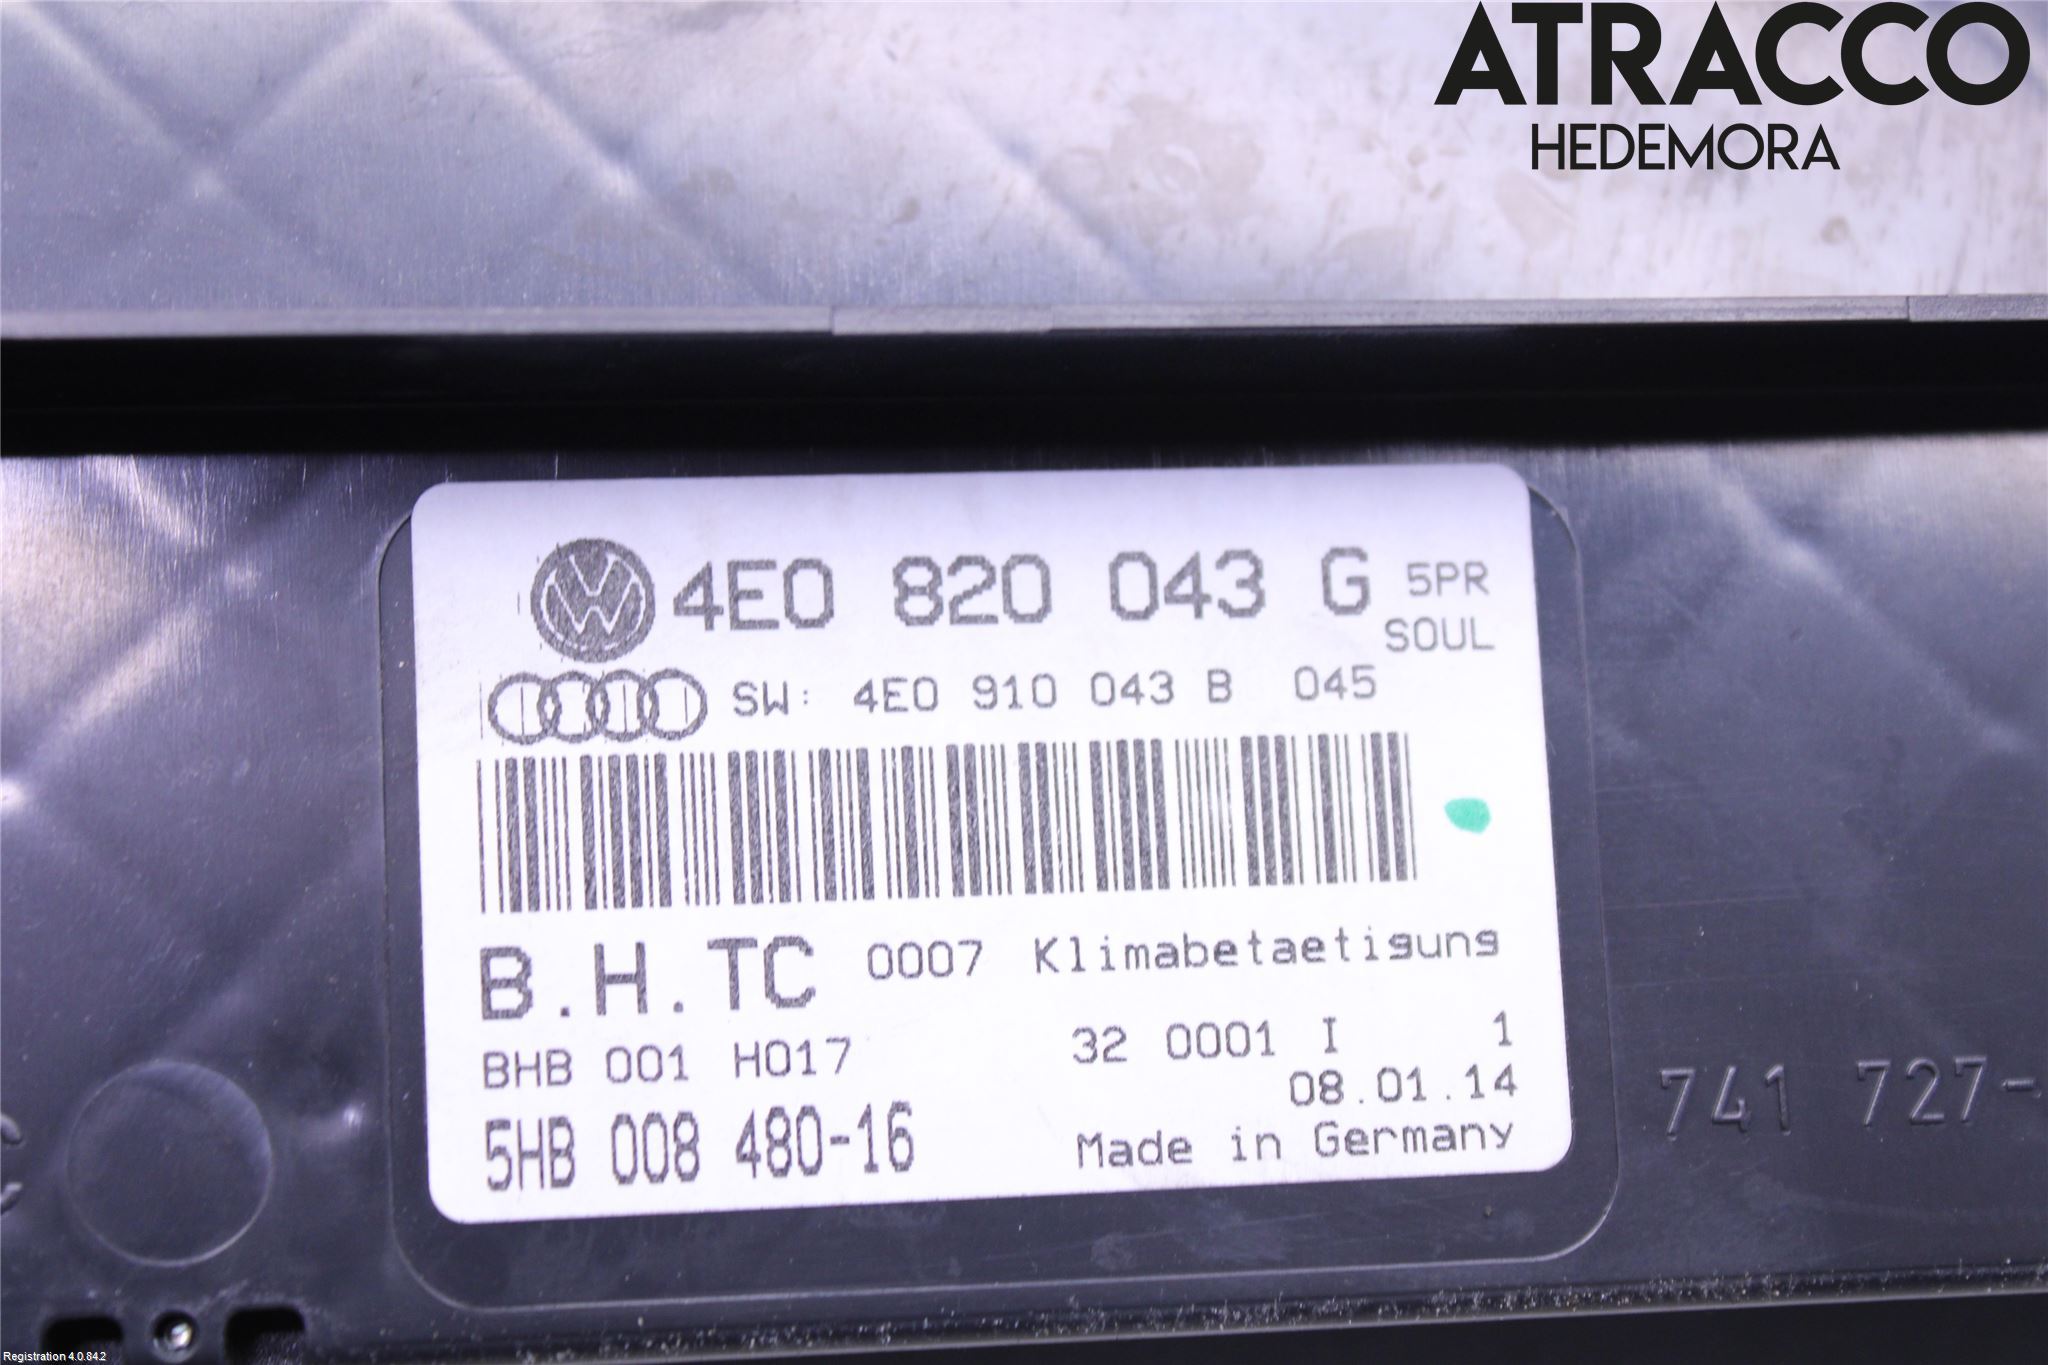 ATRACCO
HEDEMORA
4E0 820 043 G 5PR
SOUL
SW: 4E0 910 043 B 045
B.H.TC 0007 Klimabetaetigung
BHB 001 H017 32 0001 I 1
08.01.14
5HB 008 480-16 Made in Germany
741 727-
Registration 4.0.84.2